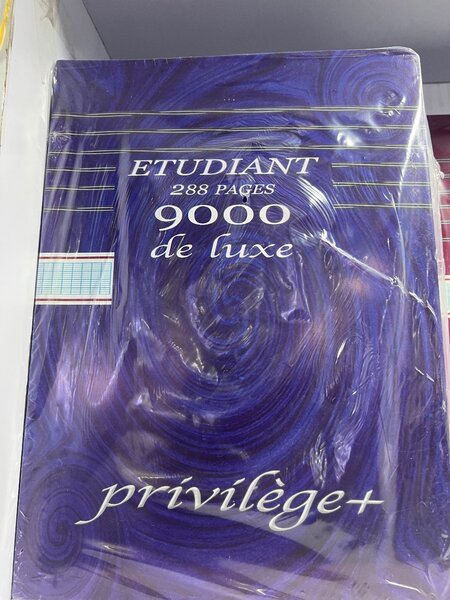 ETUDIANT
288 PAGES
9000
de luxe
privilège+